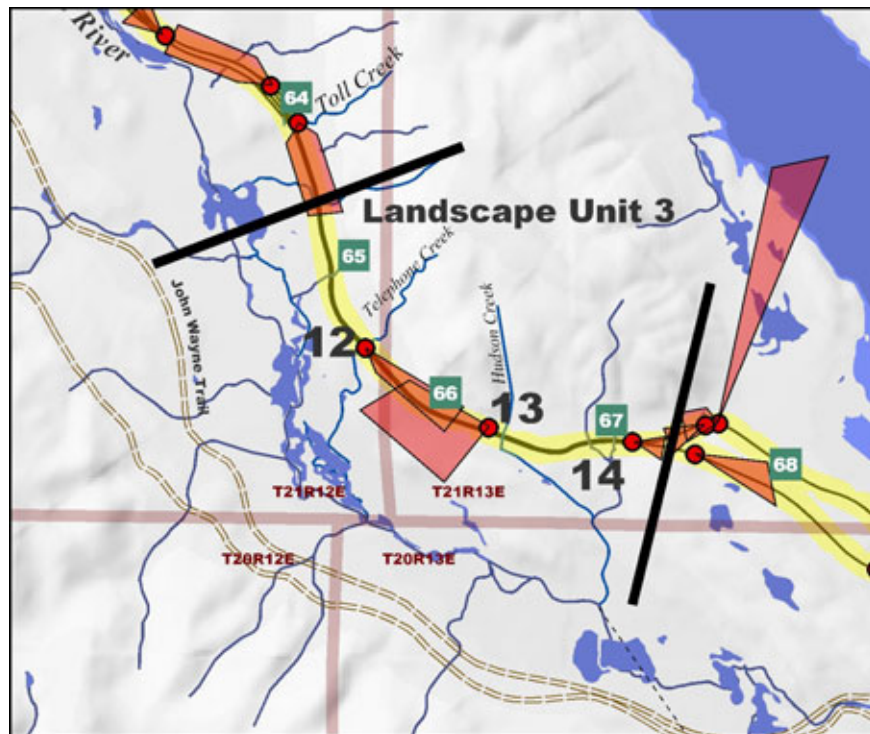 River
64
Toll Creek
Landscape Unit 3
65
Telephone Creek
John Wayne Trail
Hudson Creek
12
66
13
67
14
68
T21R12E
T21R13E
T20R12E
T20R13E